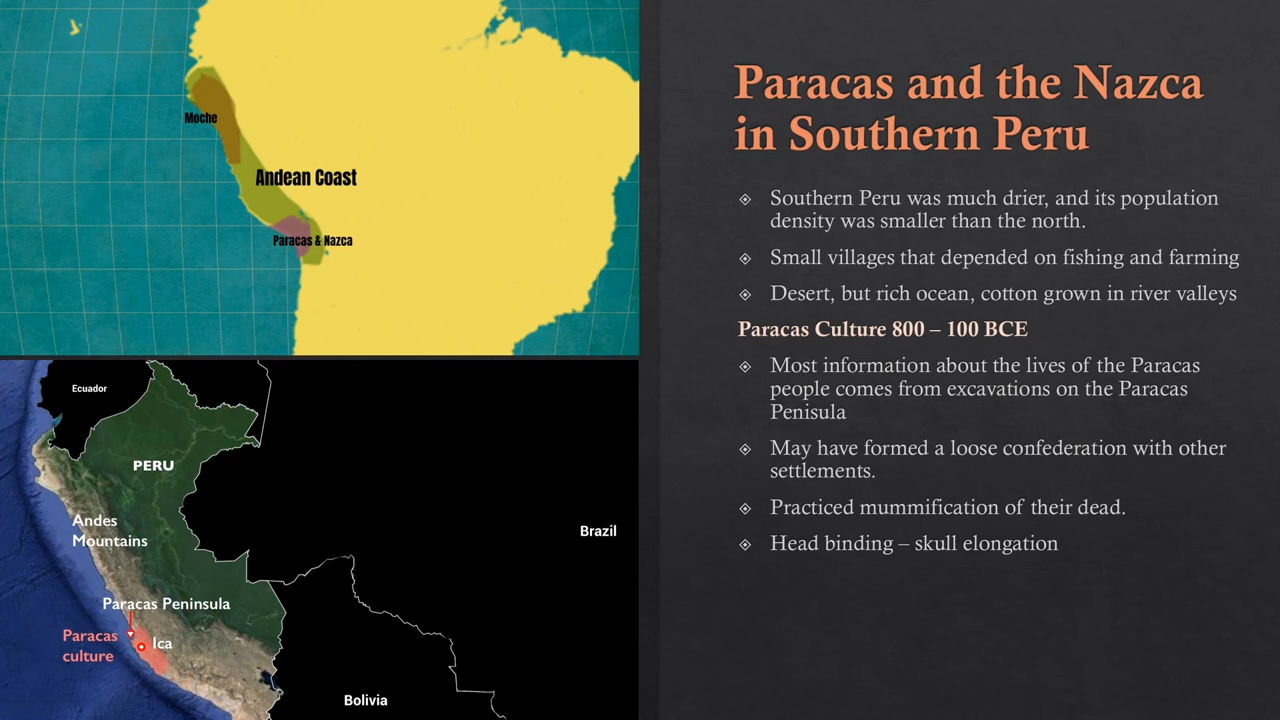 Moche
Andean Coast
Paracas & Nazca
Ecuador
PERU
Andes
Mountains
Brazil
Paracas Peninsula
Paracas
culture
Ica
Bolivia
Paracas and the Nazca
in Southern Peru
Southern Peru was much drier, and its population
density was smaller than the north.
Small villages that depended on fishing and farming
Desert, but rich ocean, cotton grown in river valleys
Paracas Culture 800 – 100 BCE
Most information about the lives of the Paracas
people comes from excavations on the Paracas
Penisula
May have formed a loose confederation with other
settlements.
Practiced mummification of their dead.
Head binding – skull elongation